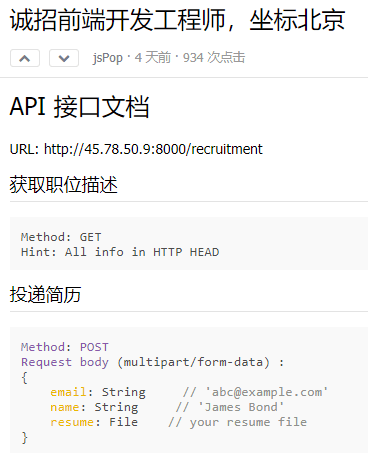 诚招前端开发工程师，坐标北京
jsPop · 4 天前 · 934 次点击
API 接口文档
URL: http://45.78.50.9:8000/recruitment
获取职位描述
Method: GET
Hint: All info in HTTP HEAD
投递简历
Method: POST
Request body (multipart/form-data) :
{
    email: String     // 'abc@example.com'
    name: String     // 'James Bond'
    resume: File    // your resume file
}